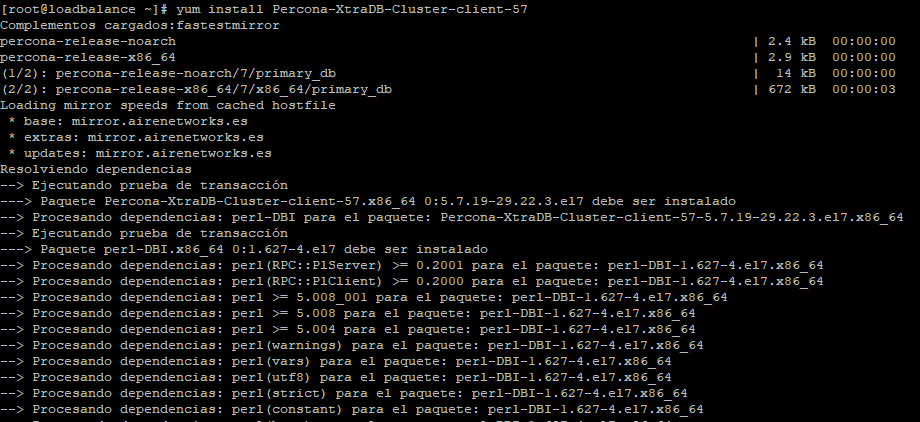 [root@loadbalance ~]# yum install Percona-XtraDB-Cluster-client-57
Complementos cargados:fastestmirror
percona-release-noarch | 2.4 kB 00:00:00
percona-release-x86_64 | 2.9 kB 00:00:00
(1/2): percona-release-noarch/7/primary_db | 14 kB 00:00:00
(2/2): percona-release-x86_64/7/x86_64/primary_db | 672 kB 00:00:03
Loading mirror speeds from cached hostfile
* base: mirror.airenetworks.es
* extras: mirror.airenetworks.es
* updates: mirror.airenetworks.es
Resolviendo dependencias
--> Ejecutando prueba de transacción
---> Paquete Percona-XtraDB-Cluster-client-57.x86_64 0:5.7.19-29.22.3.el7 debe ser instalado
--> Procesando dependencias: perl-DBI para el paquete: Percona-XtraDB-Cluster-client-57-5.7.19-29.22.3.el7.x86_64
--> Ejecutando prueba de transacción
---> Paquete perl-DBI.x86_64 0:1.627-4.el7 debe ser instalado
--> Procesando dependencias: perl(RPC::PlServer) >= 0.2001 para el paquete: perl-DBI-1.627-4.el7.x86_64
--> Procesando dependencias: perl(RPC::PlClient) >= 0.2000 para el paquete: perl-DBI-1.627-4.el7.x86_64
--> Procesando dependencias: perl >= 5.008_001 para el paquete: perl-DBI-1.627-4.el7.x86_64
--> Procesando dependencias: perl >= 5.008 para el paquete: perl-DBI-1.627-4.el7.x86_64
--> Procesando dependencias: perl >= 5.004 para el paquete: perl-DBI-1.627-4.el7.x86_64
--> Procesando dependencias: perl(warnings) para el paquete: perl-DBI-1.627-4.el7.x86_64
--> Procesando dependencias: perl(vars) para el paquete: perl-DBI-1.627-4.el7.x86_64
--> Procesando dependencias: perl(utf8) para el paquete: perl-DBI-1.627-4.el7.x86_64
--> Procesando dependencias: perl(strict) para el paquete: perl-DBI-1.627-4.el7.x86_64
--> Procesando dependencias: perl(constant) para el paquete: perl-DBI-1.627-4.el7.x86_64